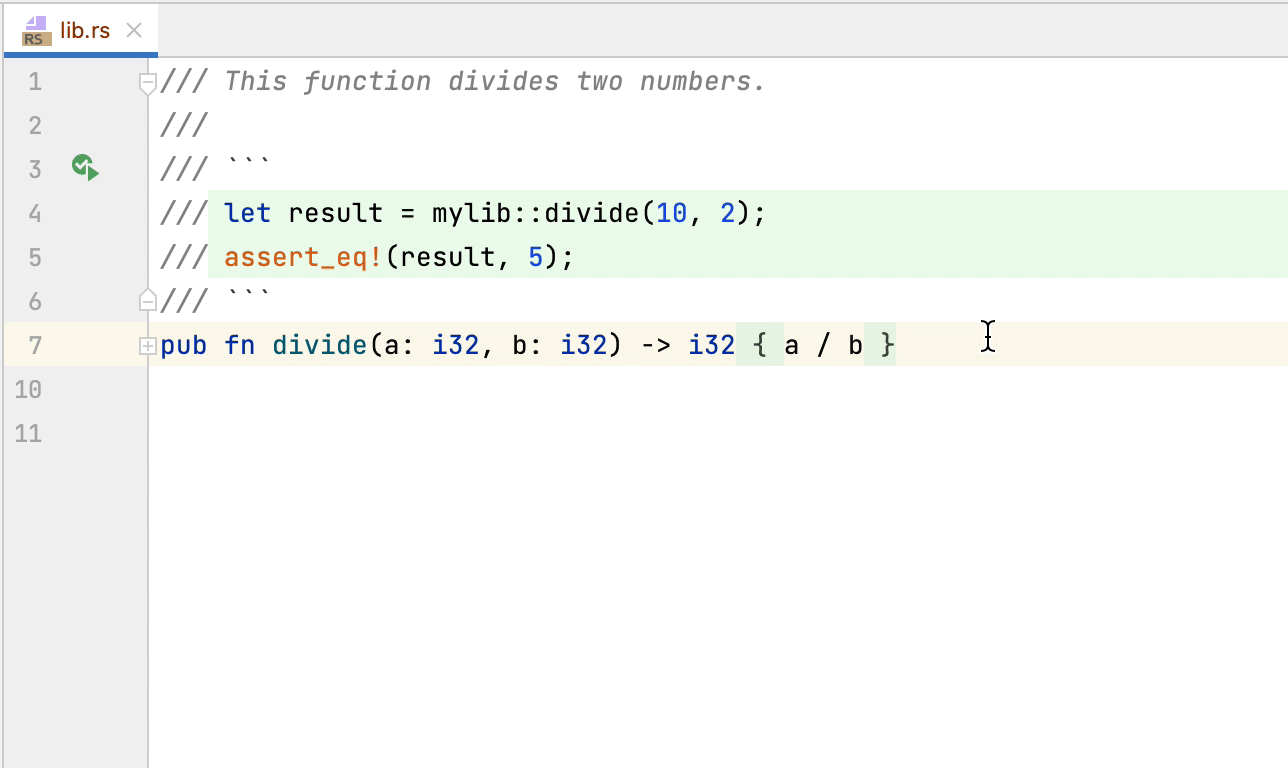 RS lib.rs
1 /// This function divides two numbers.
2 ///
3 /// ```
4 /// let result = mylib::divide(10, 2);
5 /// assert_eq!(result, 5);
6 /// ```
7 pub fn divide(a: i32, b: i32) -> i32 { a / b }
10
11